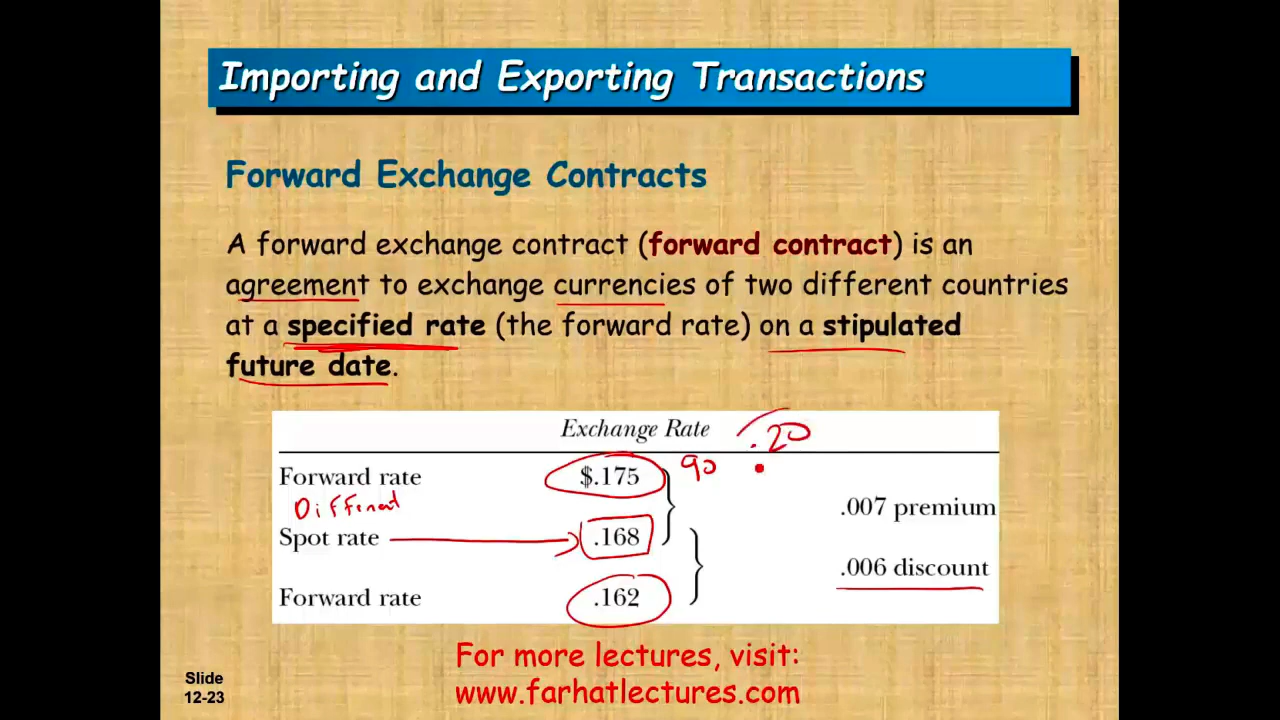 Importing and Exporting Transactions
Forward Exchange Contracts
A forward exchange contract (forward contract) is an
agreement to exchange currencies of two different countries
at a specified rate (the forward rate) on a stipulated
future date.
Exchange Rate .20
Forward rate $.175 90
Different .007 premium
Spot rate .168
.006 discount
Forward rate .162
For more lectures, visit:
www.farhatlectures.com
Slide
12-23